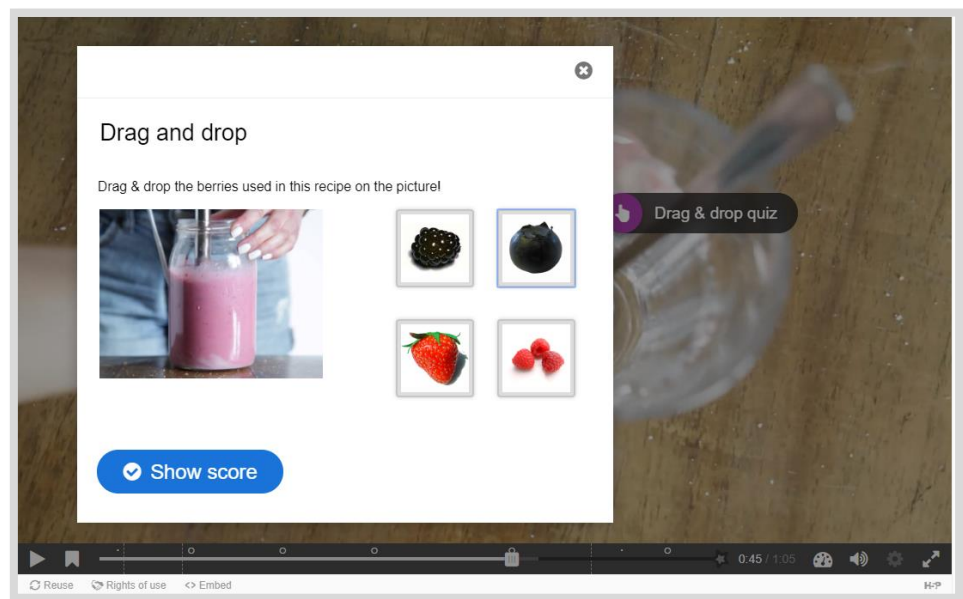 Drag and drop
Drag & drop the berries used in this recipe on the picture!
Drag & drop quiz
Show score
0:45 / 1:05
Reuse Rights of use <> Embed H-P